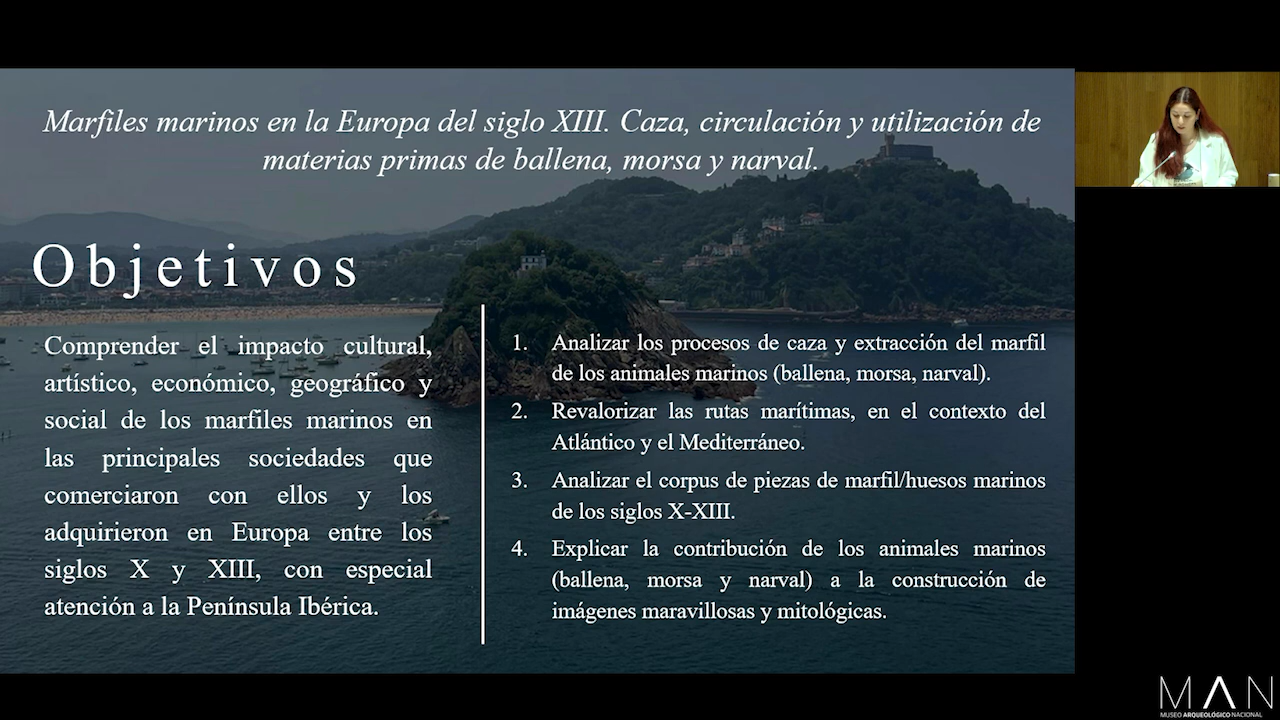 Marfiles marinos en la Europa del siglo XIII. Caza, circulación y utilización de
materias primas de ballena, morsa y narval.
Objetivos
Comprender el impacto cultural,
artístico, económico, geográfico y
social de los marfiles marinos en
las principales sociedades que
comerciaron con ellos y los
adquirieron en Europa entre los
siglos X y XIII, con especial
atención a la Península Ibérica.
1. Analizar los procesos de caza y extracción del marfil
de los animales marinos (ballena, morsa, narval).
2. Revalorizar las rutas marítimas, en el contexto del
Atlántico y el Mediterráneo.
3. Analizar el corpus de piezas de marfil/huesos marinos
de los siglos X-XIII.
4. Explicar la contribución de los animales marinos
(ballena, morsa y narval) a la construcción de
imágenes maravillosas y mitológicas.
MAN
MUSEO ARQUEOLÓGICO NACIONAL